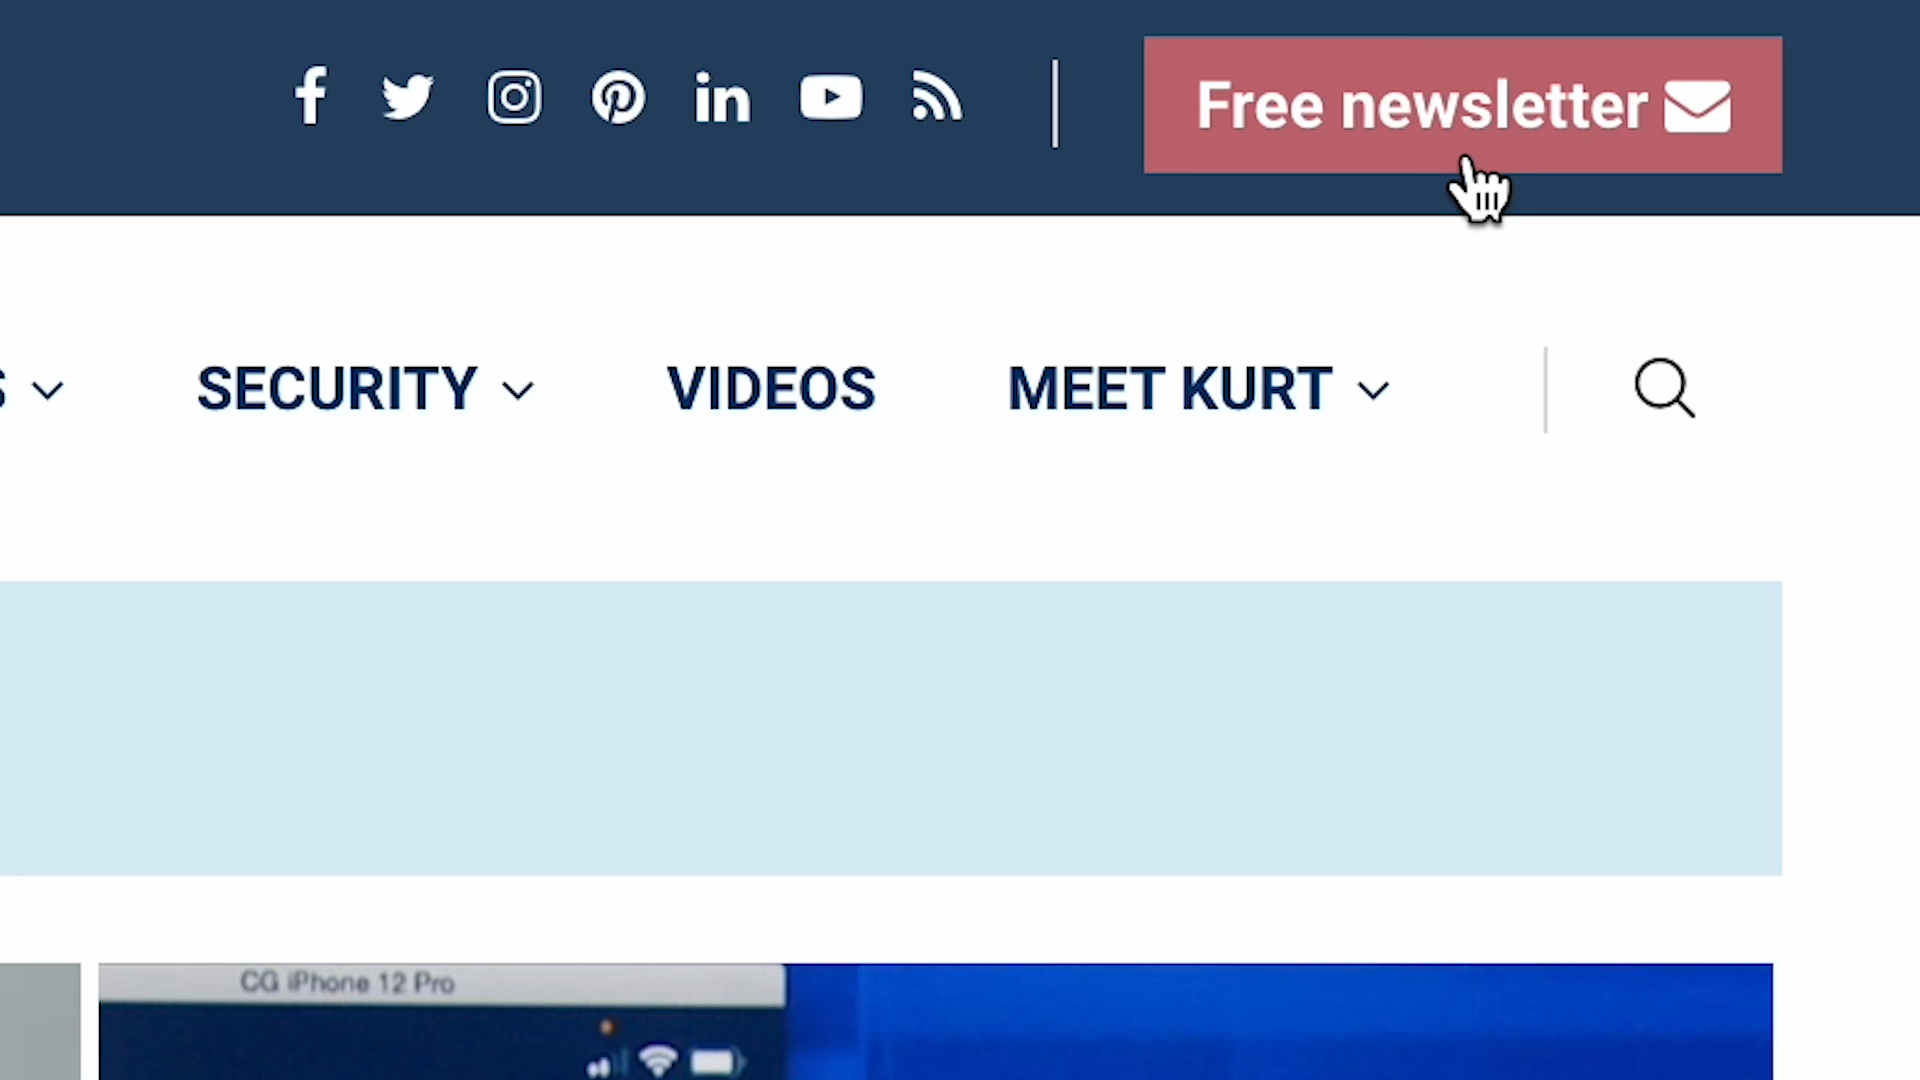 Free newsletter
SECURITY
VIDEOS
MEET KURT
CG iPhone 12 Pro